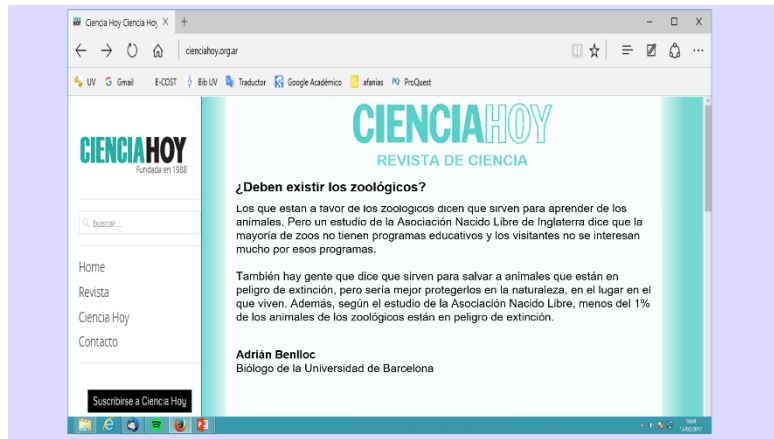 Ciencia Hoy Ciencia Hoy
cienciahoy.org.ar
UV Gmail E-COST Bib UV Traductor Google Académico afanias ProQuest
CIENCIAHOY
Fundada en 1988
buscar...
Home
Revista
Ciencia Hoy
Contacto
Suscribirse a Ciencia Hoy
CIENCIAHOY
REVISTA DE CIENCIA
¿Deben existir los zoológicos?
Los que estan a favor de los zoologicos dicen que sirven para aprender de los
animales. Pero un estudio de la Asociación Nacido Libre de Inglaterra dice que la
mayoría de zoos no tienen programas educativos y los visitantes no se interesan
mucho por esos programas.
También hay gente que dice que sirven para salvar a animales que están en
peligro de extinción, pero sería mejor protegerlos en la naturaleza, en el lugar en el
que viven. Además, según el estudio de la Asociación Nacido Libre, menos del 1%
de los animales de los zoológicos están en peligro de extinción.
Adrián Benlloc
Biólogo de la Universidad de Barcelona